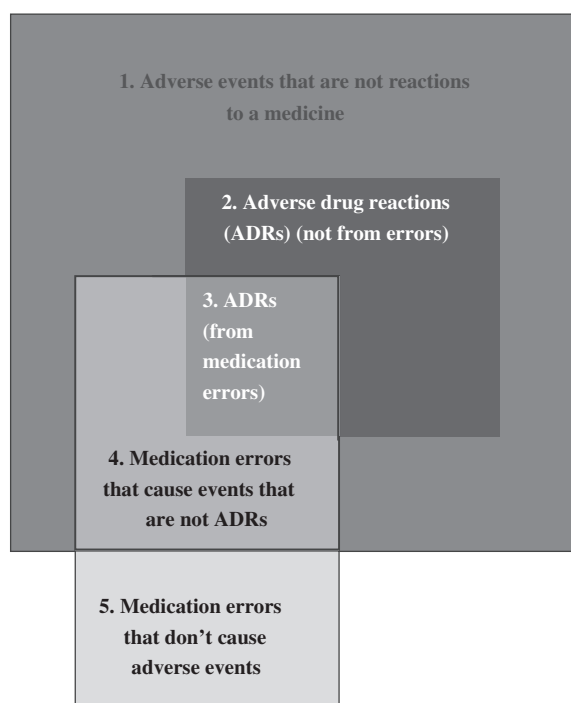 1. Adverse events that are not reactions
to a medicine
2. Adverse drug reactions
(ADRs) (not from errors)
3. ADRs
(from
medication
errors)
4. Medication errors
that cause events that
are not ADRs
5. Medication errors
that don’t cause
adverse events